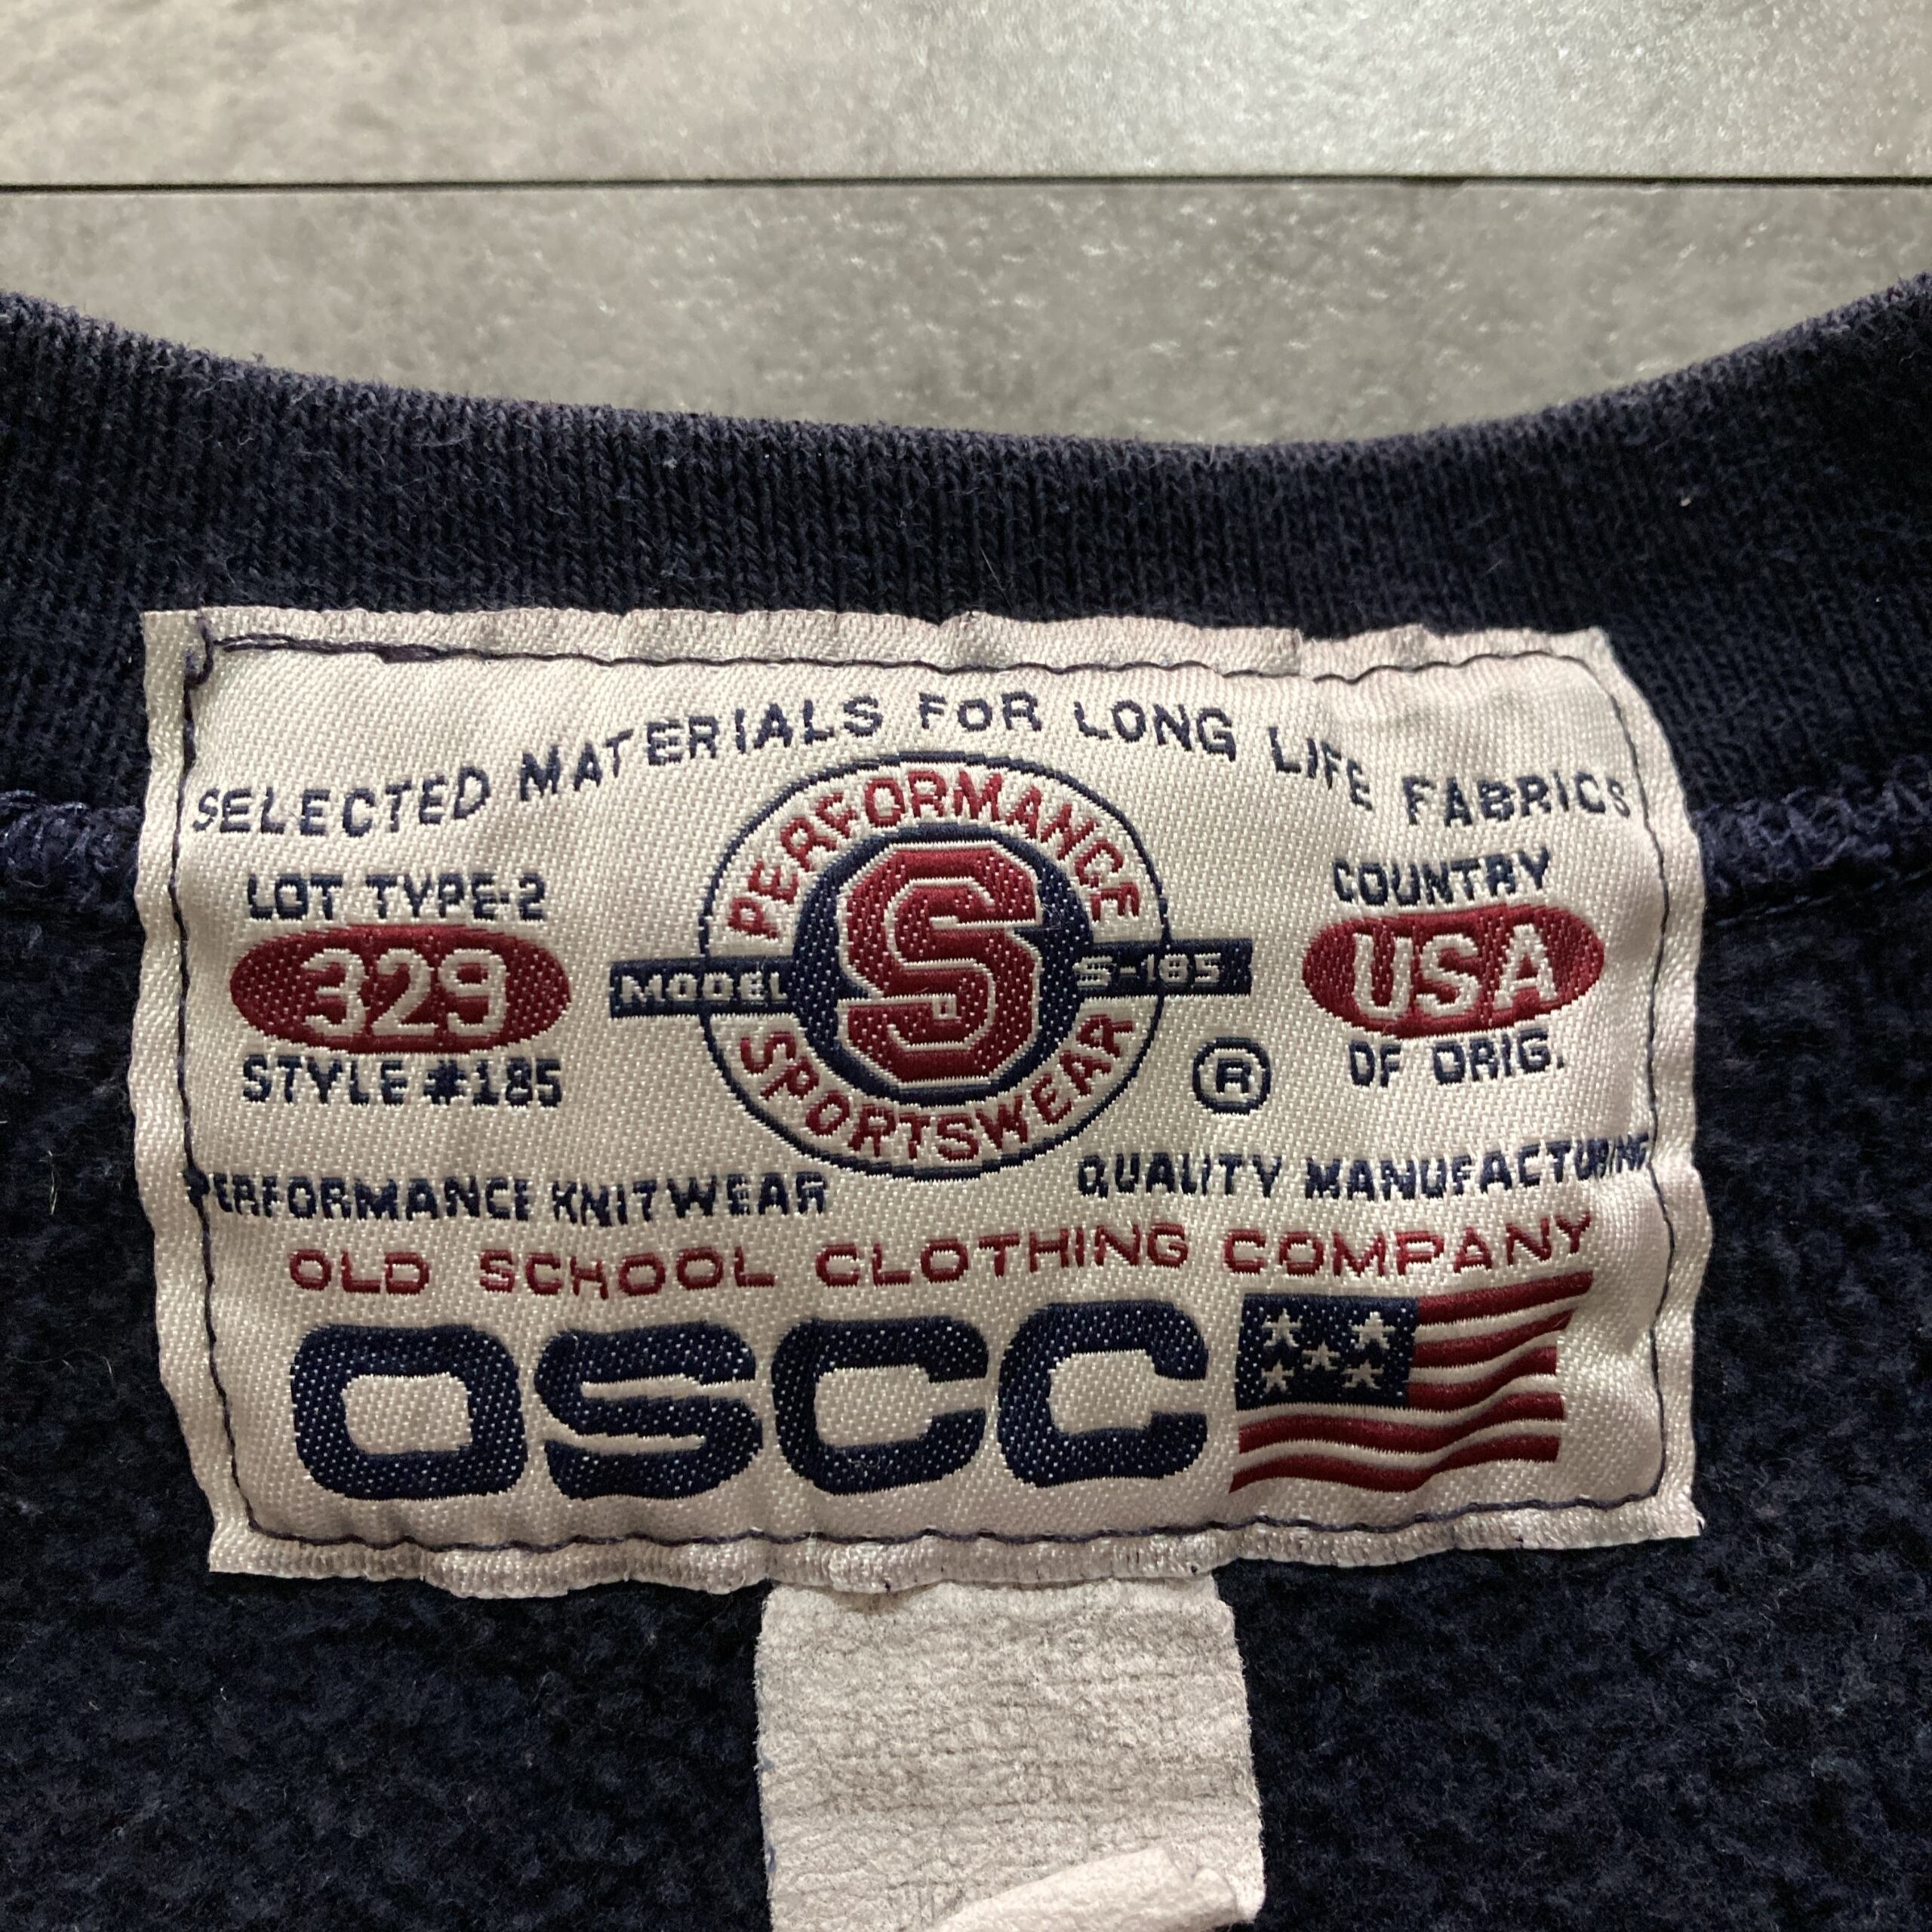 SELECTED MATERIALS FOR LONG LIFE FABRICS
LOT TYPE-2
329
STYLE #185
PERFORMANCE
MODEL S S-185
SPORTSWEAR
®
COUNTRY
USA
OF ORIG.
PERFORMANCE KNITWEAR
QUALITY MANUFACTURING
OLD SCHOOL CLOTHING COMPANY
OSCC